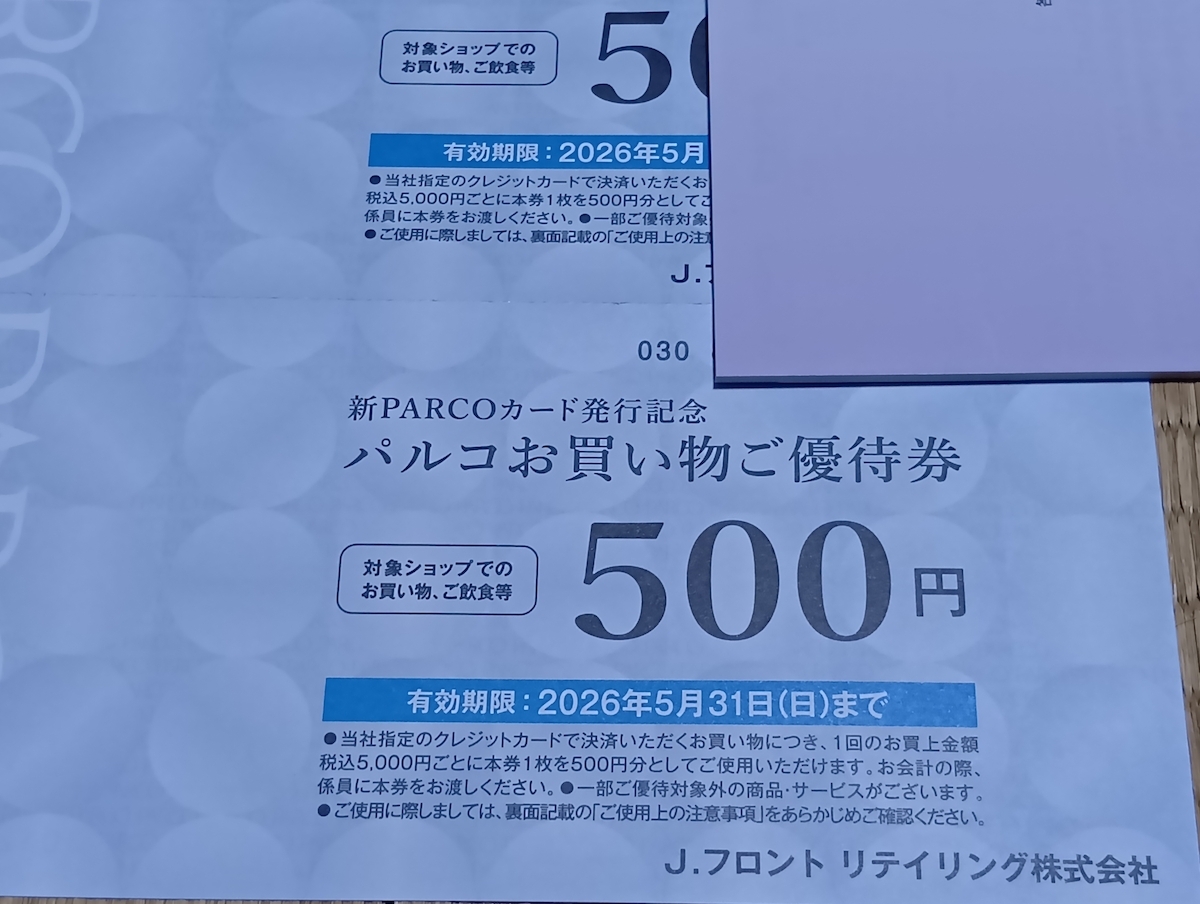 対象ショップでの
お買い物、ご飲食等
5
有効期限：2026年5月
●当社指定のクレジットカードで決済いただくお
税込5,000円ごとに本券1枚を500円分としてご
係員に本券をお渡しください。●一部ご優待対象
●ご使用に際しましては、裏面記載の「ご使用上の注意
J.フ
030
新PARCOカード発行記念
パルコお買い物ご優待券
対象ショップでの
お買い物、ご飲食等
500円
有効期限：2026年5月31日(日)まで
●当社指定のクレジットカードで決済いただくお買い物につき、1回のお買上金額
税込5,000円ごとに本券1枚を500円分としてご使用いただけます。お会計の際、
係員に本券をお渡しください。●一部ご優待対象外の商品・サービスがございます。
●ご使用に際しましては、裏面記載の「ご使用上の注意事項」をあらかじめご確認ください。
J.フロント リテイリング株式会社